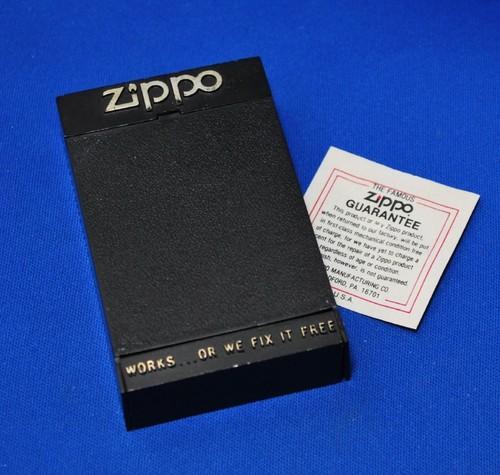 zippo
WORKS...OR WE FIX IT FREE
THE FAMOUS
zippo
GUARANTEE
This product or any Zippo product,
when returned to our factory, will be put
in first-class mechanical condition free
of charge, for we have yet to charge a
cent for the repair of a Zippo product
regardless of age or condition.
however, is not guaranteed.
MANUFACTURING CO.
PA. 16701
U.S.A